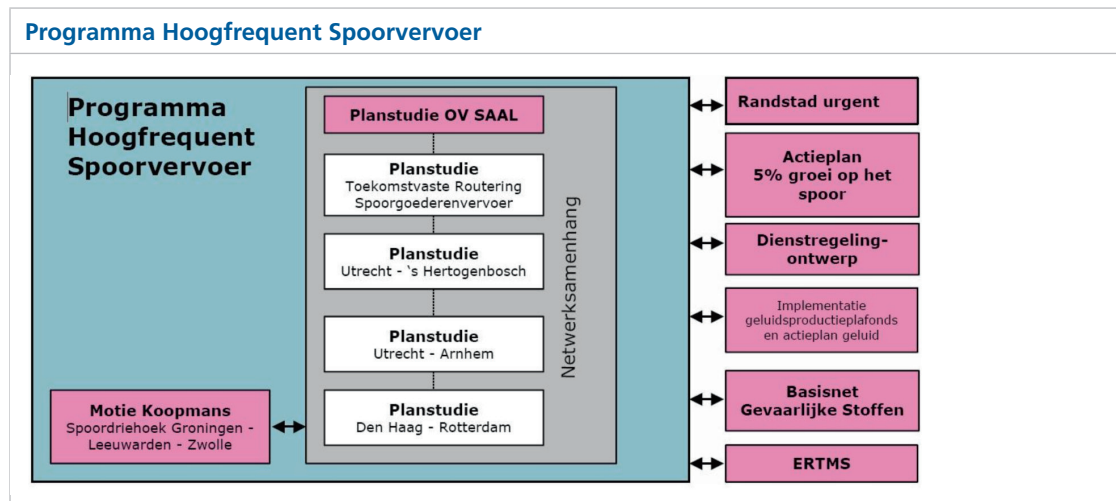 Programma Hoogfrequent Spoorvervoer
Programma
Hoogfrequent
Spoorvervoer
Planstudie OV SAAL
Planstudie
Toekomstvaste Routering
Spoorgoederenvervoer
Planstudie
Utrecht - ‘s Hertogenbosch
Planstudie
Utrecht - Arnhem
Planstudie
Den Haag - Rotterdam
Netwerksamenhang
Motie Koopmans
Spoordriehoek Groningen -
Leeuwarden - Zwolle
Randstad urgent
Actieplan
5% groei op het
spoor
Dienstregeling-
ontwerp
Implementatie
geluidsproductieplafonds
en actieplan geluid
Basisnet
Gevaarlijke Stoffen
ERTMS